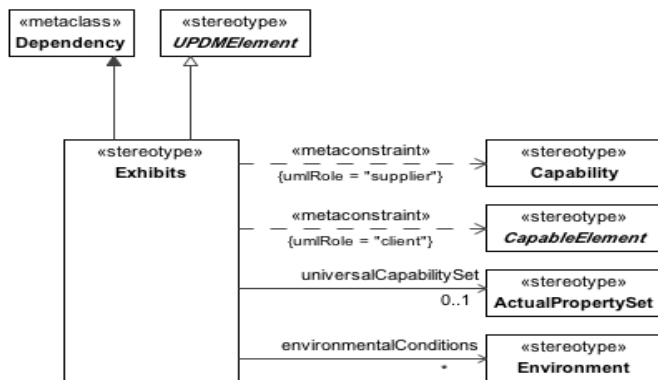 «metaclass»
Dependency
«stereotype»
UPDMElement
«stereotype»
Exhibits
«metaconstraint»
{umlRole = "supplier"}
«stereotype»
Capability
«metaconstraint»
{umlRole = "client"}
«stereotype»
CapableElement
universalCapabilitySet
0..1
«stereotype»
ActualPropertySet
environmentalConditions
*
«stereotype»
Environment